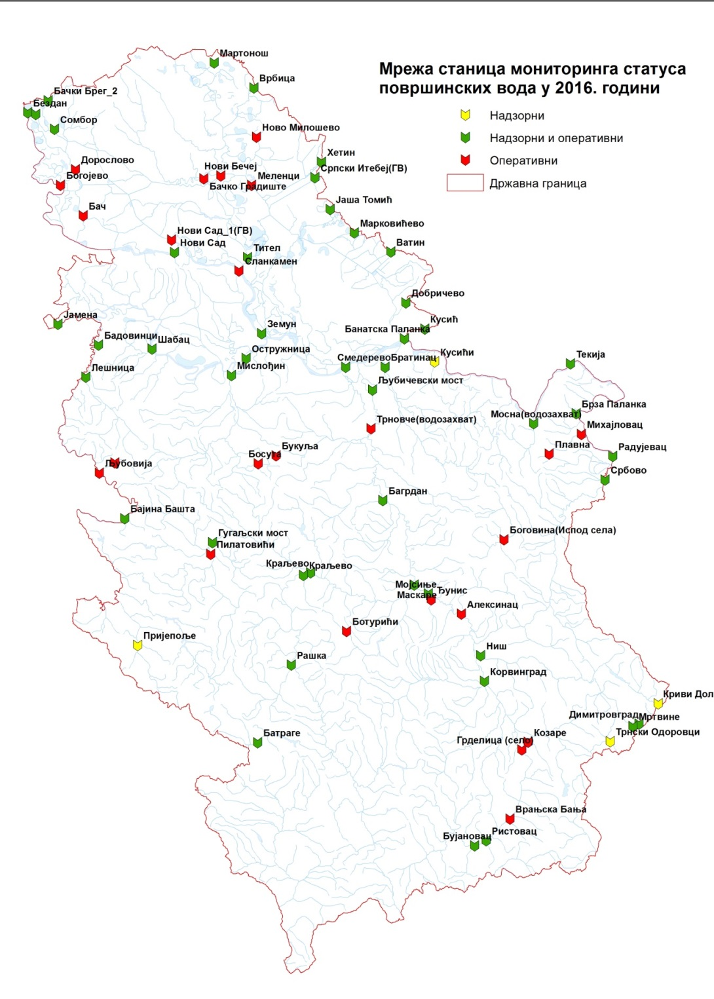 Мрежа станица мониторинга статуса
површинских вода у 2016. години
Надзорни
Надзорни и оперативни
Оперативни
Државна граница
Мартонош
Врбица
Бачки Брег_2
Бездан
Сомбор
Ново Милошево
Хетин
Дорослово
Нови Бечеј
Српски Итебеј(ГВ)
Богојево
Меленци
Бачко Градиште
Јаша Томић
Бач
Марковићево
Нови Сад_1(ГВ)
Нови Сад
Ватин
Тител
Сланкамен
Добричево
Јамена
Кусић
Земун
Банатска Паланка
Бадовинци
Шабац
Остружница
Кусићи
Текија
Смедерево
Братинац
Мислођин
Лешница
Љубичевски мост
Брза Паланка
Мосна(водозахват)
Трновче(водозахват)
Михајловац
Плавна
Букуља
Радујевац
Босута
Љубовија
Србово
Багрдан
Бајина Башта
Боговина(Испод села)
Гугаљски мост
Пилатовићи
Краљево
Краљево
Мојсиње
Ђунис
Маскаре
Алексинац
Ботурићи
Пријепоље
Ниш
Рашка
Корвинград
Криви Дол
Димитровград
Мртвине
Трнски Одоровци
Батраге
Козаре
Грделица (село)
Врањска Бања
Ристовац
Бујановац